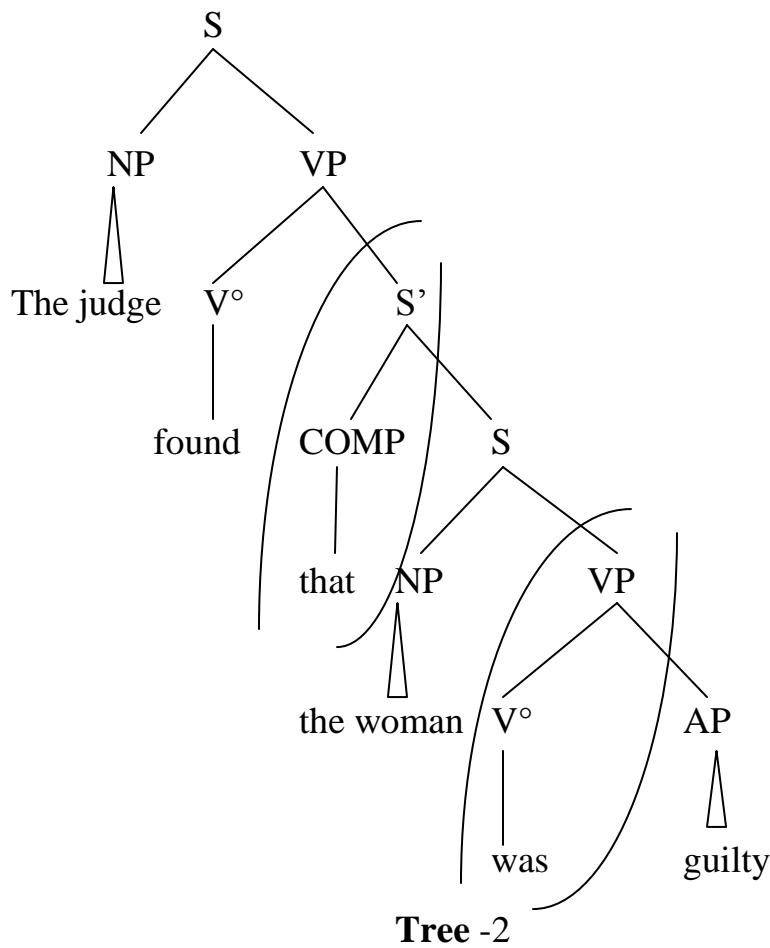 S
NP VP
The judge V° S’
found COMP S
that NP VP
the woman V° AP
was guilty
Tree -2